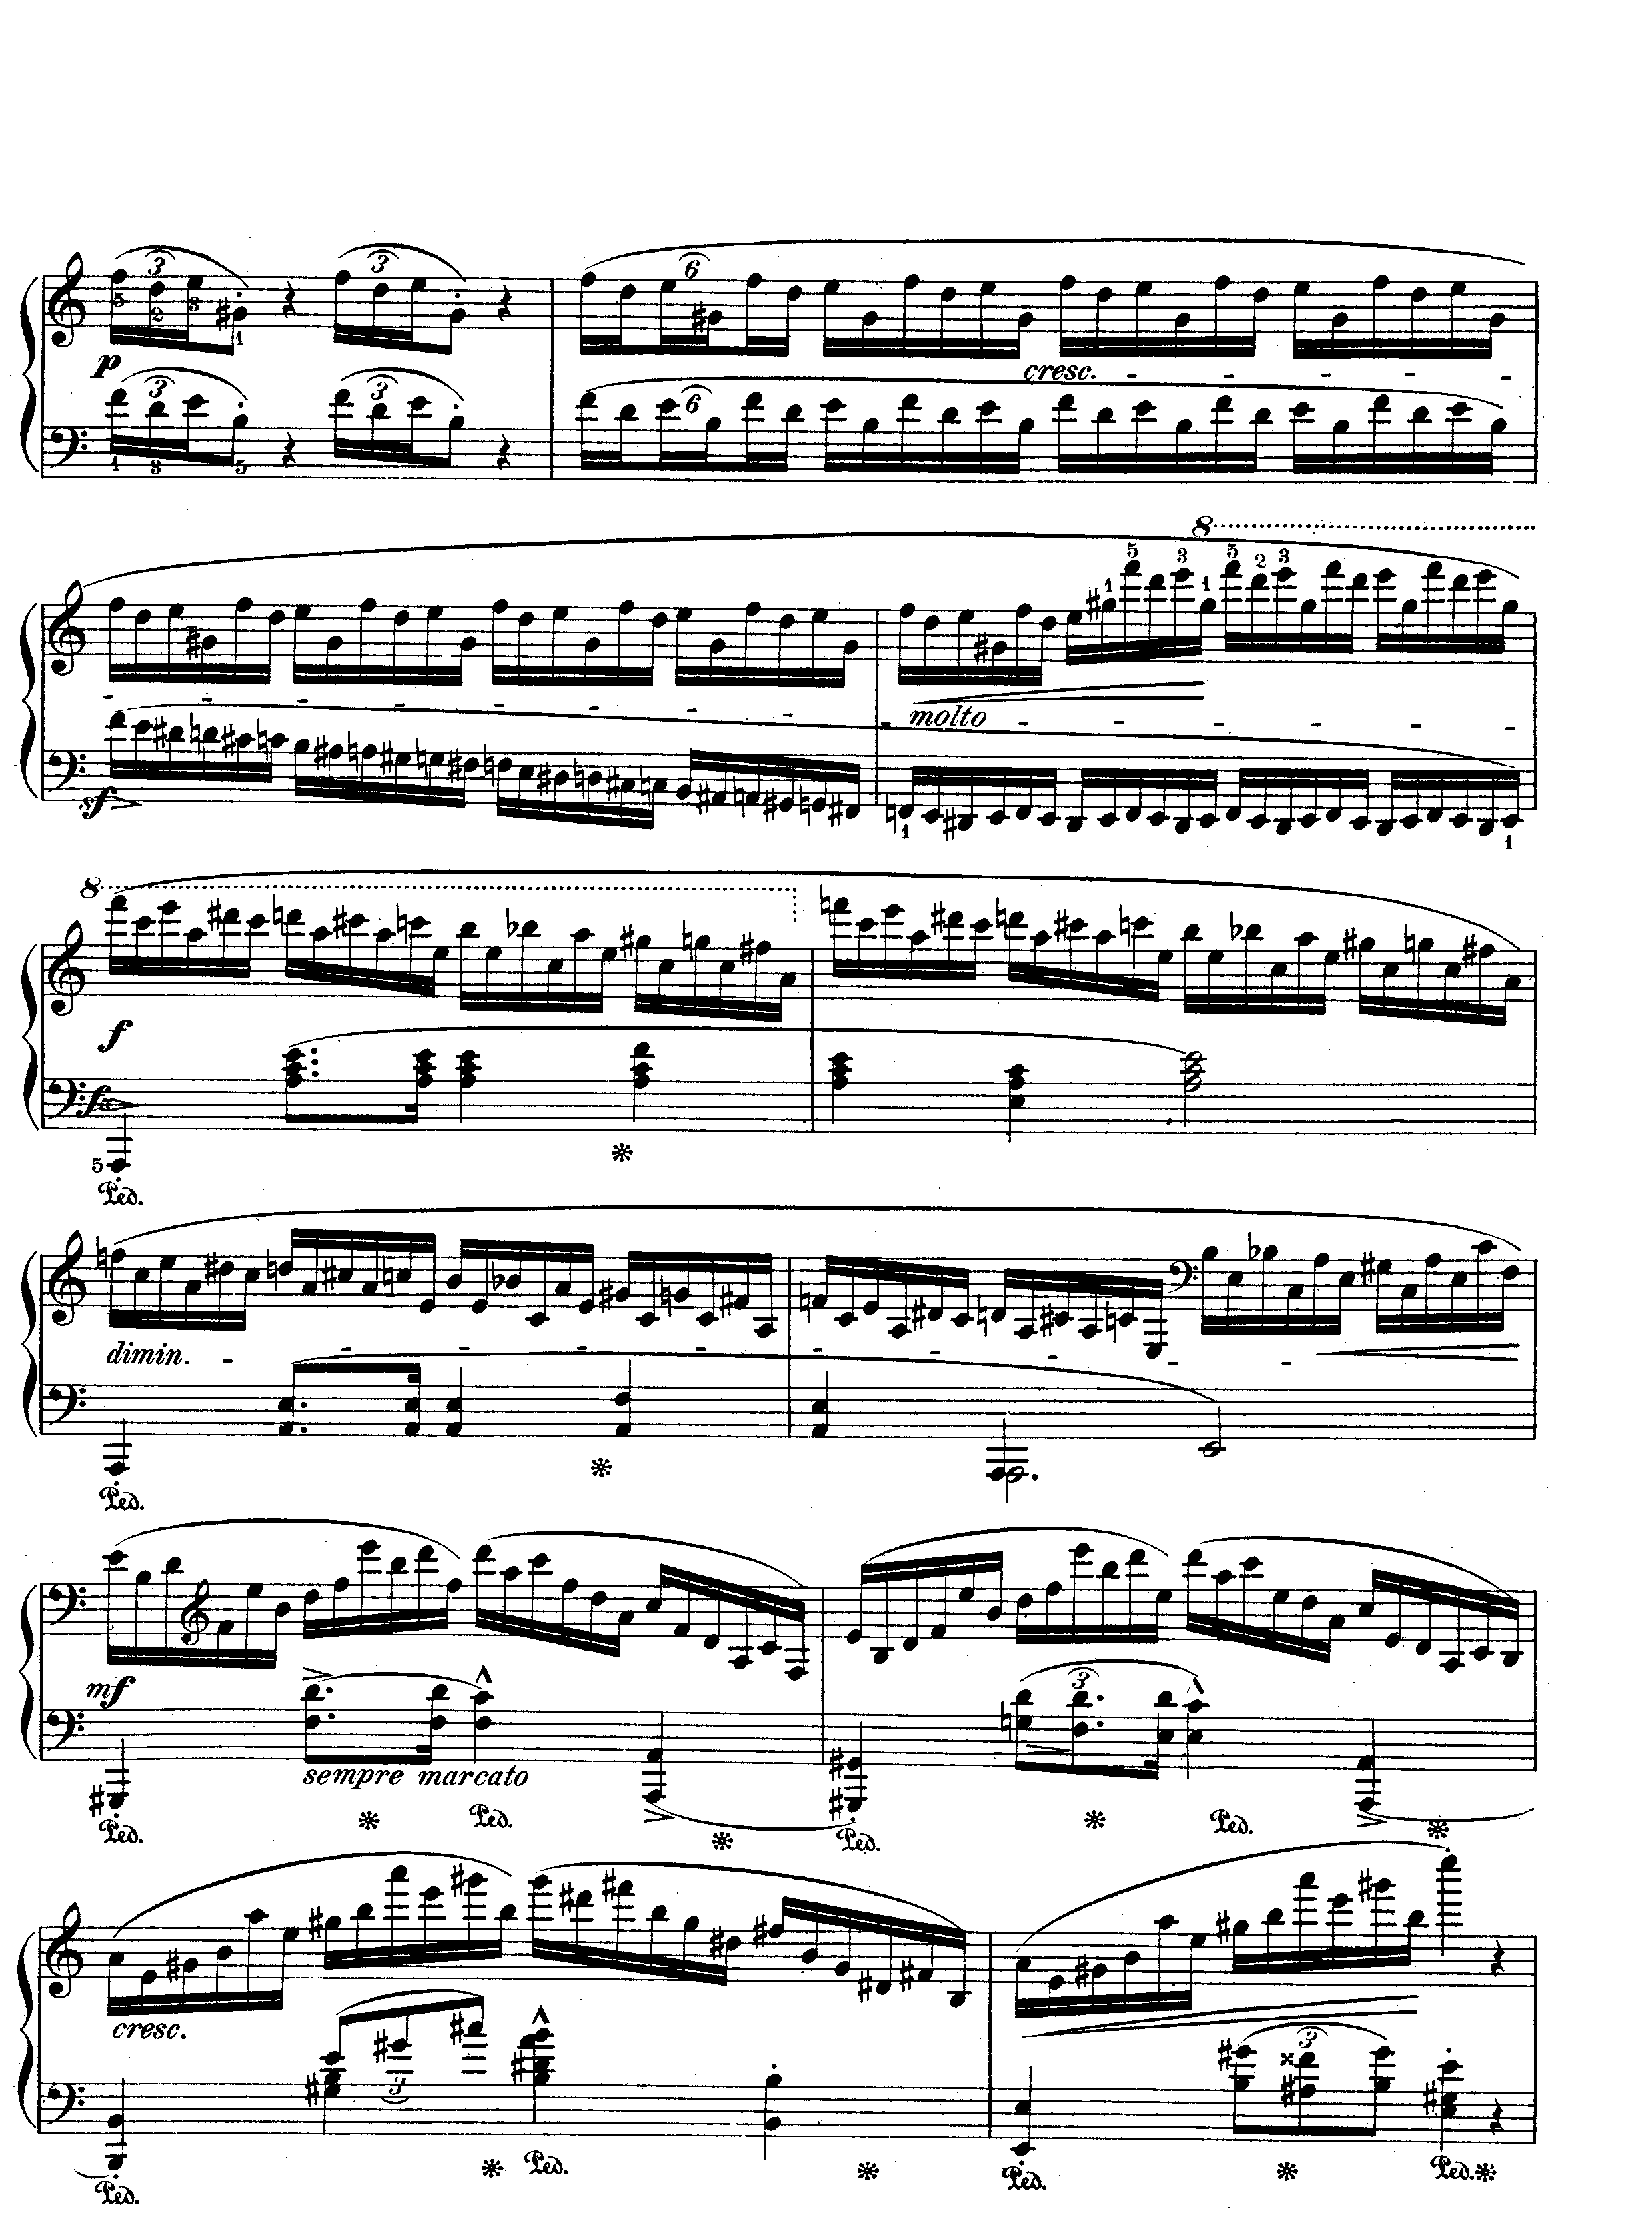 3 3
5 2 3 1
6
p
cresc.
3 3
1 3 5
6
8
5 3 5 2 3
1 1
molto
sf
1 1
8
f
f
5
Ped.
dimin.
Ped.
mf
3
sempre marcato
Ped. Ped. Ped. Ped.
cresc.
3 3
Ped. Ped. Ped. Ped.